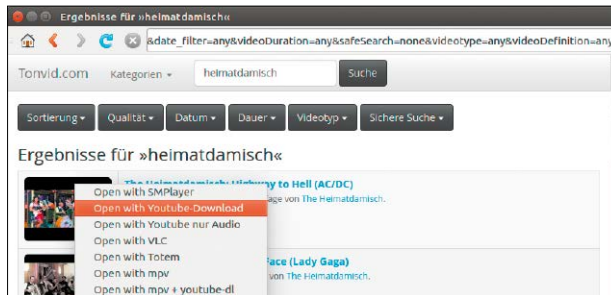 Ergebnisse für »heimatdamisch«
&date_filter=any&videoDuration=any&safeSearch=none&videotype=any&videoDefinition=any
Tonvid.com Kategorien heimatdamisch Suche
Sortierung Qualität Datum Dauer Videotyp Sichere Suche
Ergebnisse für »heimatdamisch«
The Heimatdamisch: Highway to Hell (AC/DC)
Open with SMPlayer
Open with Youtube-Download
von The Heimatdamisch.
Open with Youtube nur Audio
Open with VLC
Open with Totem
(Lady Gaga)
Open with mpv
von The Heimatdamisch.
Open with mpv + youtube-dl